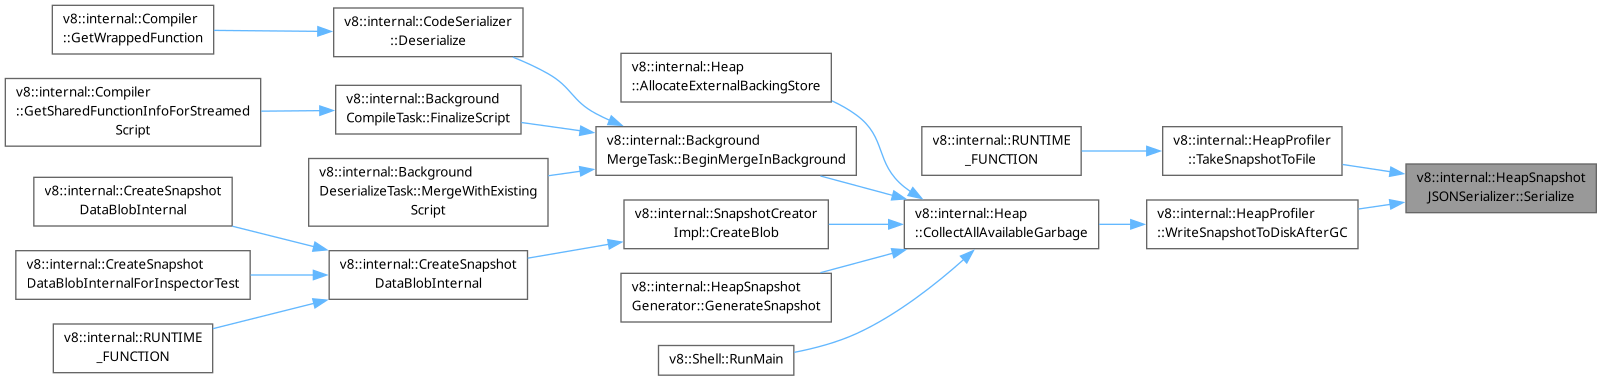 v8::internal::Compiler
::GetWrappedFunction
v8::internal::CodeSerializer
::Deserialize
v8::internal::Compiler
::GetSharedFunctionInfoForStreamed
Script
v8::internal::Background
CompileTask::FinalizeScript
v8::internal::Background
DeserializeTask::MergeWithExisting
Script
v8::internal::CreateSnapshot
DataBlobInternal
v8::internal::CreateSnapshot
DataBlobInternalForInspectorTest
v8::internal::RUNTIME
_FUNCTION
v8::internal::CreateSnapshot
DataBlobInternal
v8::internal::Heap
::AllocateExternalBackingStore
v8::internal::Background
MergeTask::BeginMergeInBackground
v8::internal::SnapshotCreator
Impl::CreateBlob
v8::internal::HeapSnapshot
Generator::GenerateSnapshot
v8::Shell::RunMain
v8::internal::RUNTIME
_FUNCTION
v8::internal::Heap
::CollectAllAvailableGarbage
v8::internal::HeapProfiler
::TakeSnapshotToFile
v8::internal::HeapProfiler
::WriteSnapshotToDiskAfterGC
v8::internal::HeapSnapshot
JSONSerializer::Serialize